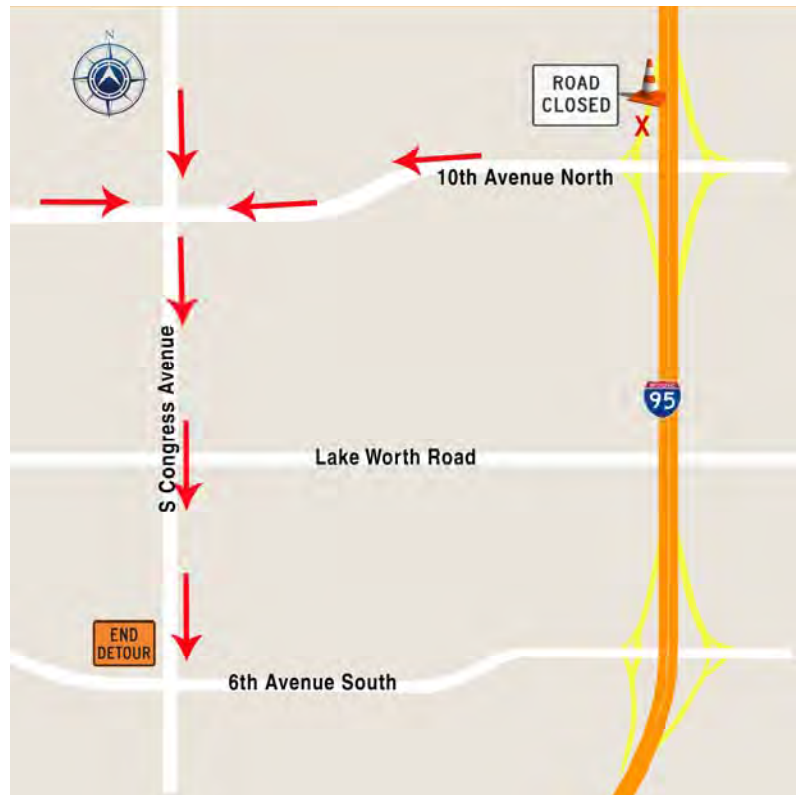 N
ROAD
CLOSED
X
10th Avenue North
S Congress Avenue
95
Lake Worth Road
END
DETOUR
6th Avenue South